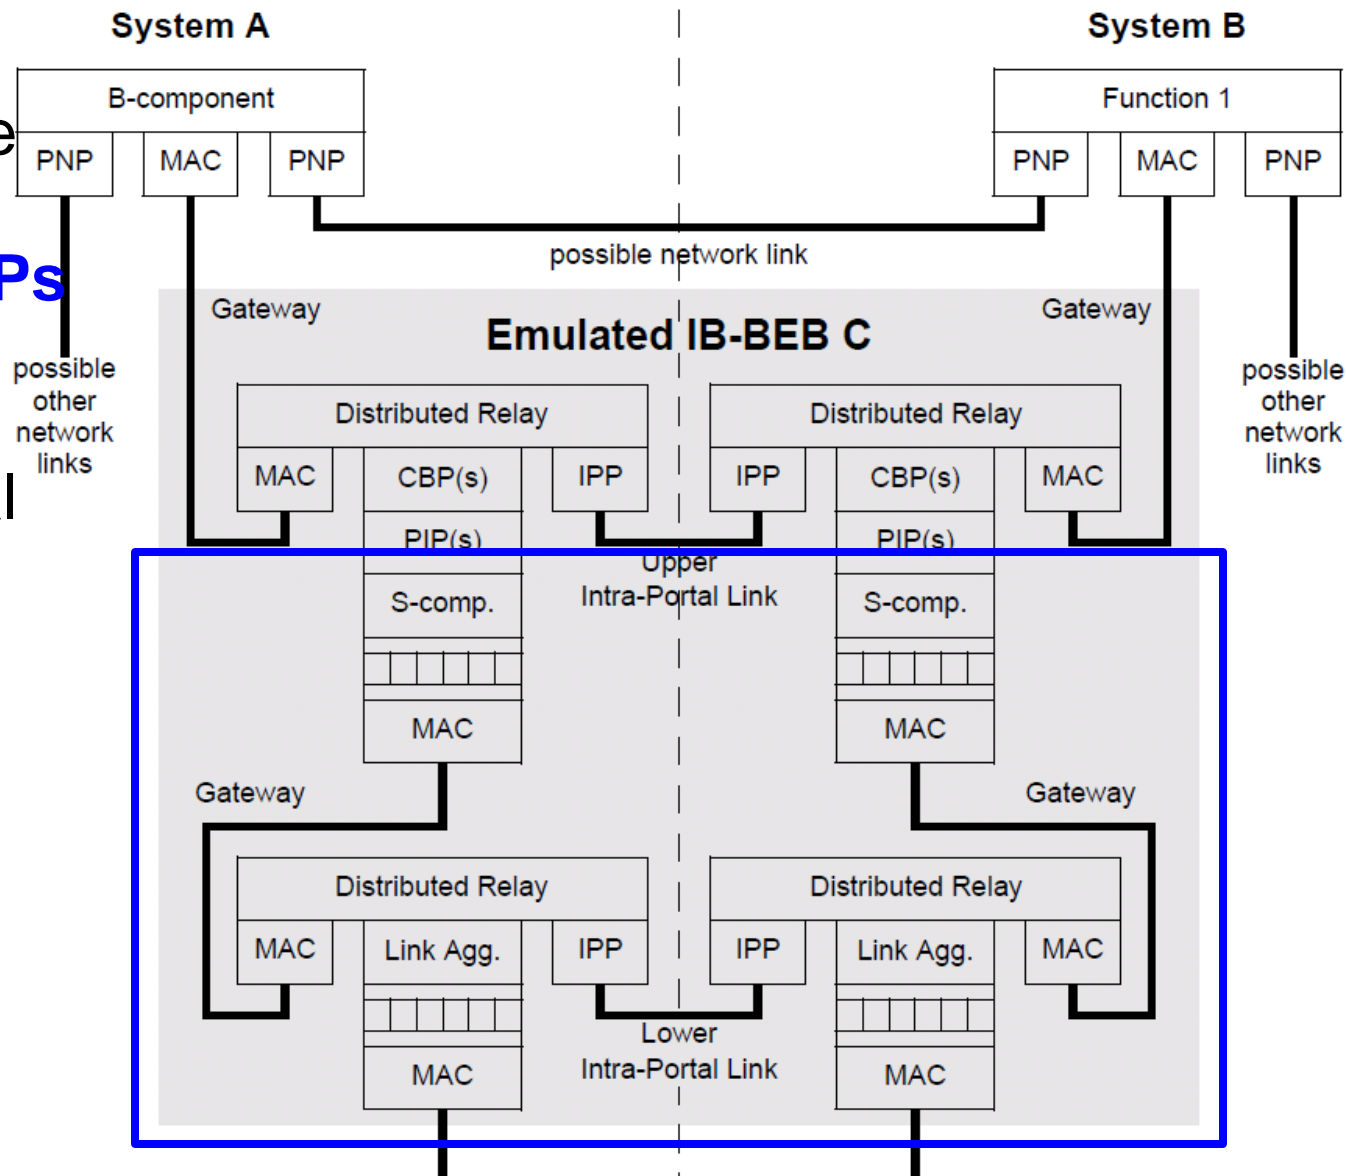 System A
System B
B-component
Function 1
e
PNP
MAC
PNP
PNP
MAC
PNP
possible network link
Ps
Gateway
Gateway
Emulated IB-BEB C
possible
other
network
links
possible
other
network
links
Distributed Relay
Distributed Relay
MAC
CBP(s)
IPP
IPP
CBP(s)
MAC
l
PIP(s)
PIP(s)
Upper
Intra-Portal Link
S-comp.
S-comp.
MAC
MAC
Gateway
Gateway
Distributed Relay
Distributed Relay
MAC
Link Agg.
IPP
IPP
Link Agg.
MAC
Lower
Intra-Portal Link
MAC
MAC